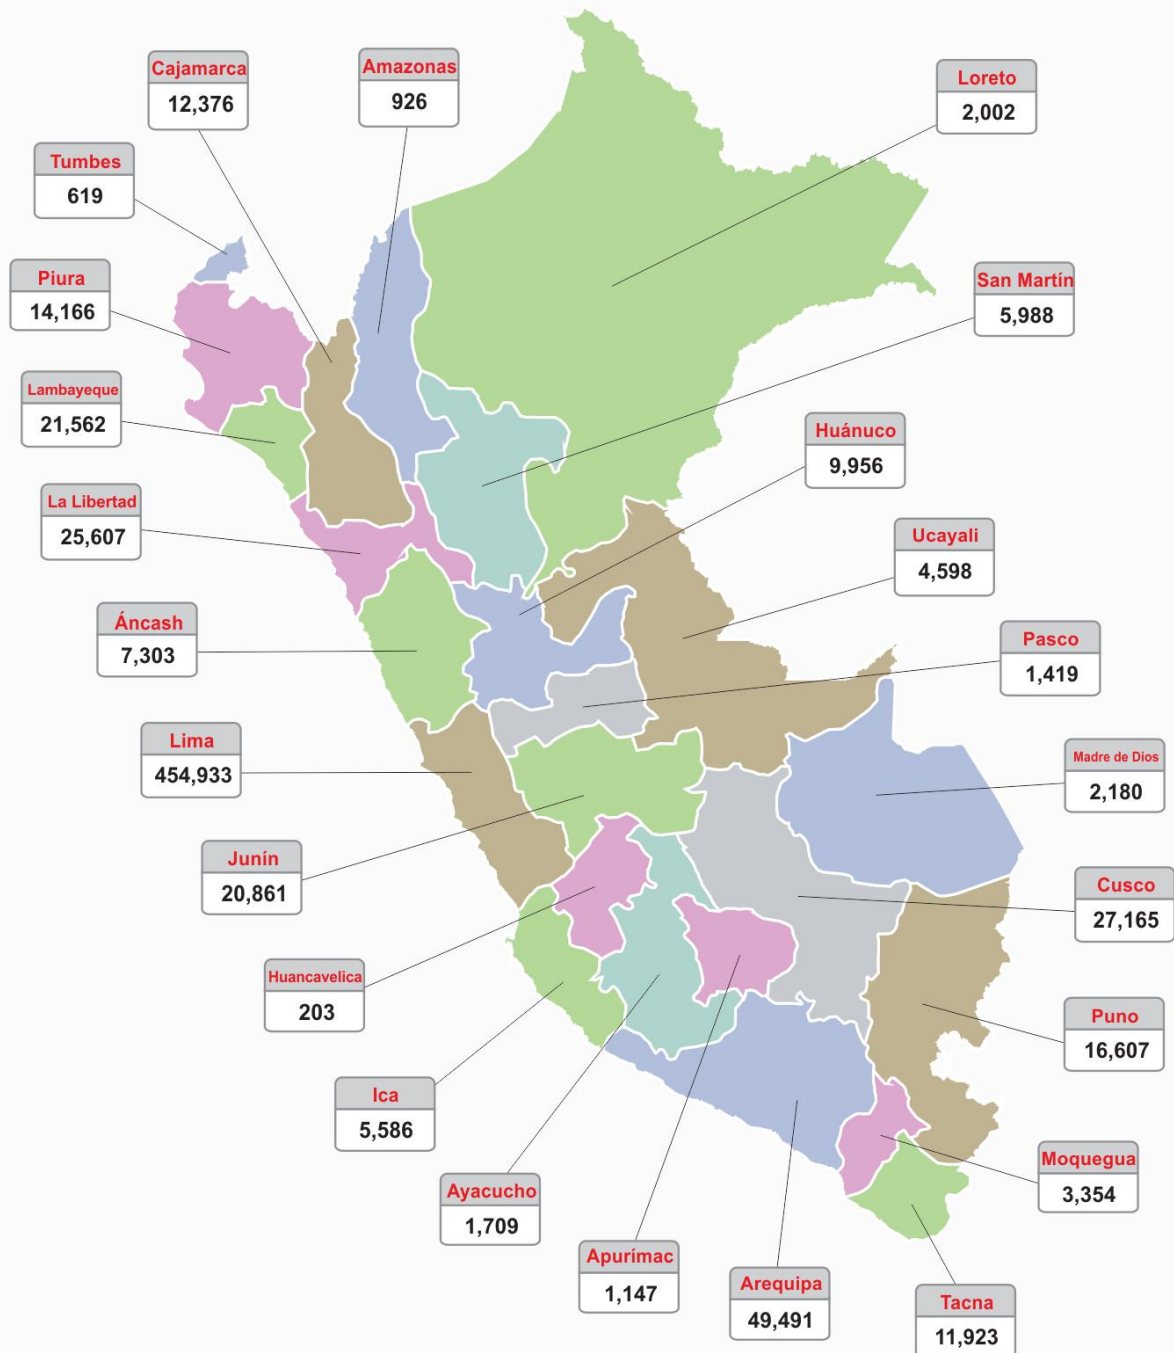 Cajamarca
12,376
Amazonas
926
Loreto
2,002
Tumbes
619
Piura
14,166
San Martín
5,988
Lambayeque
21,562
Huánuco
9,956
La Libertad
25,607
Ucayali
4,598
Áncash
7,303
Pasco
1,419
Lima
454,933
Madre de Dios
2,180
Junín
20,861
Cusco
27,165
Huancavelica
203
Puno
16,607
Ica
5,586
Moquegua
3,354
Ayacucho
1,709
Apurímac
1,147
Arequipa
49,491
Tacna
11,923